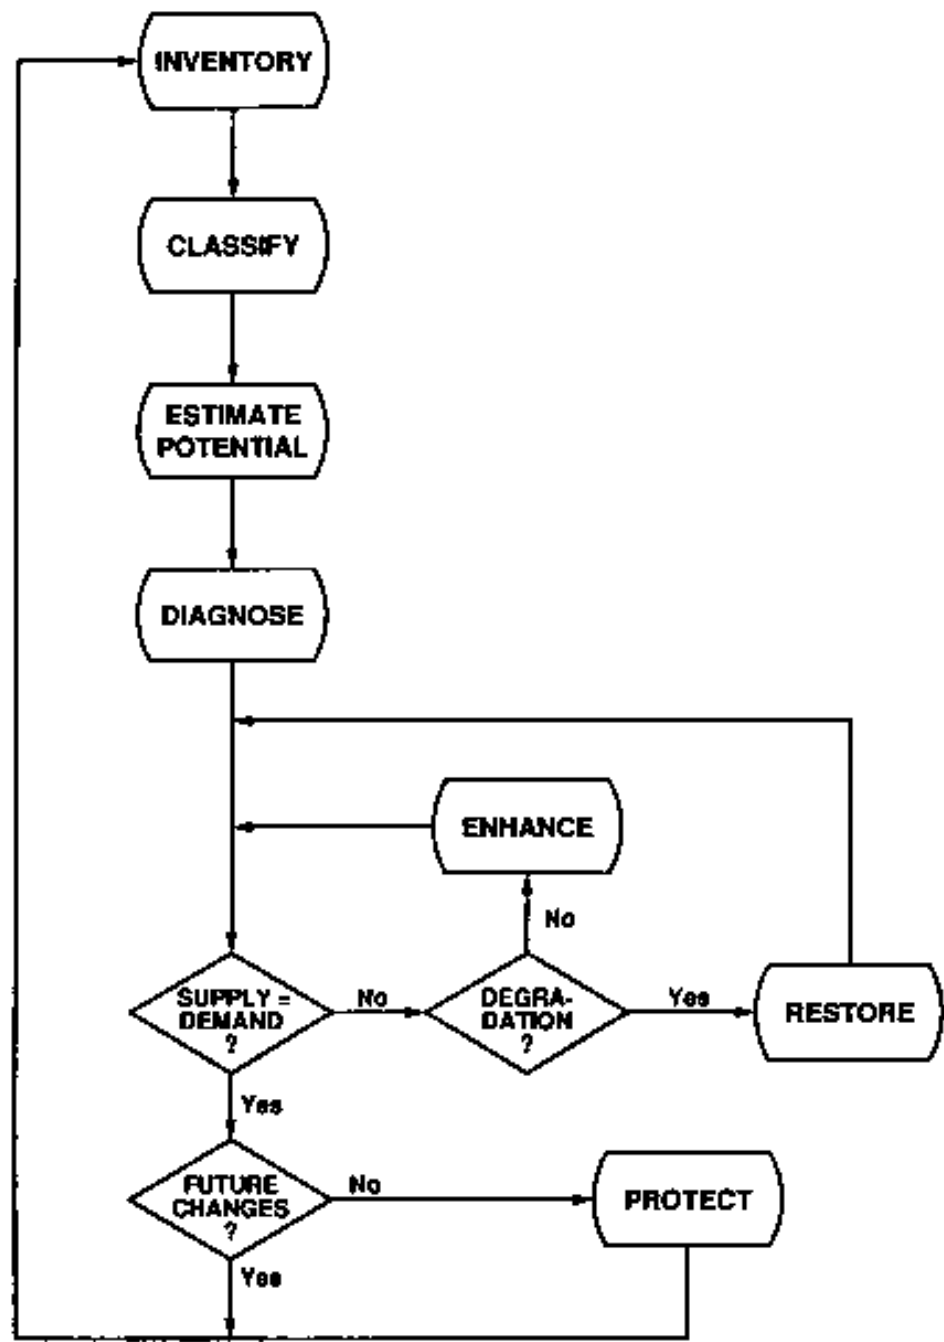 INVENTORY
CLASSIFY
ESTIMATE
POTENTIAL
DIAGNOSE
ENHANCE
No
SUPPLY =
DEMAND
?
No
DEGRA-
DATION
?
Yes
RESTORE
Yes
FUTURE
CHANGES
?
No
PROTECT
Yes